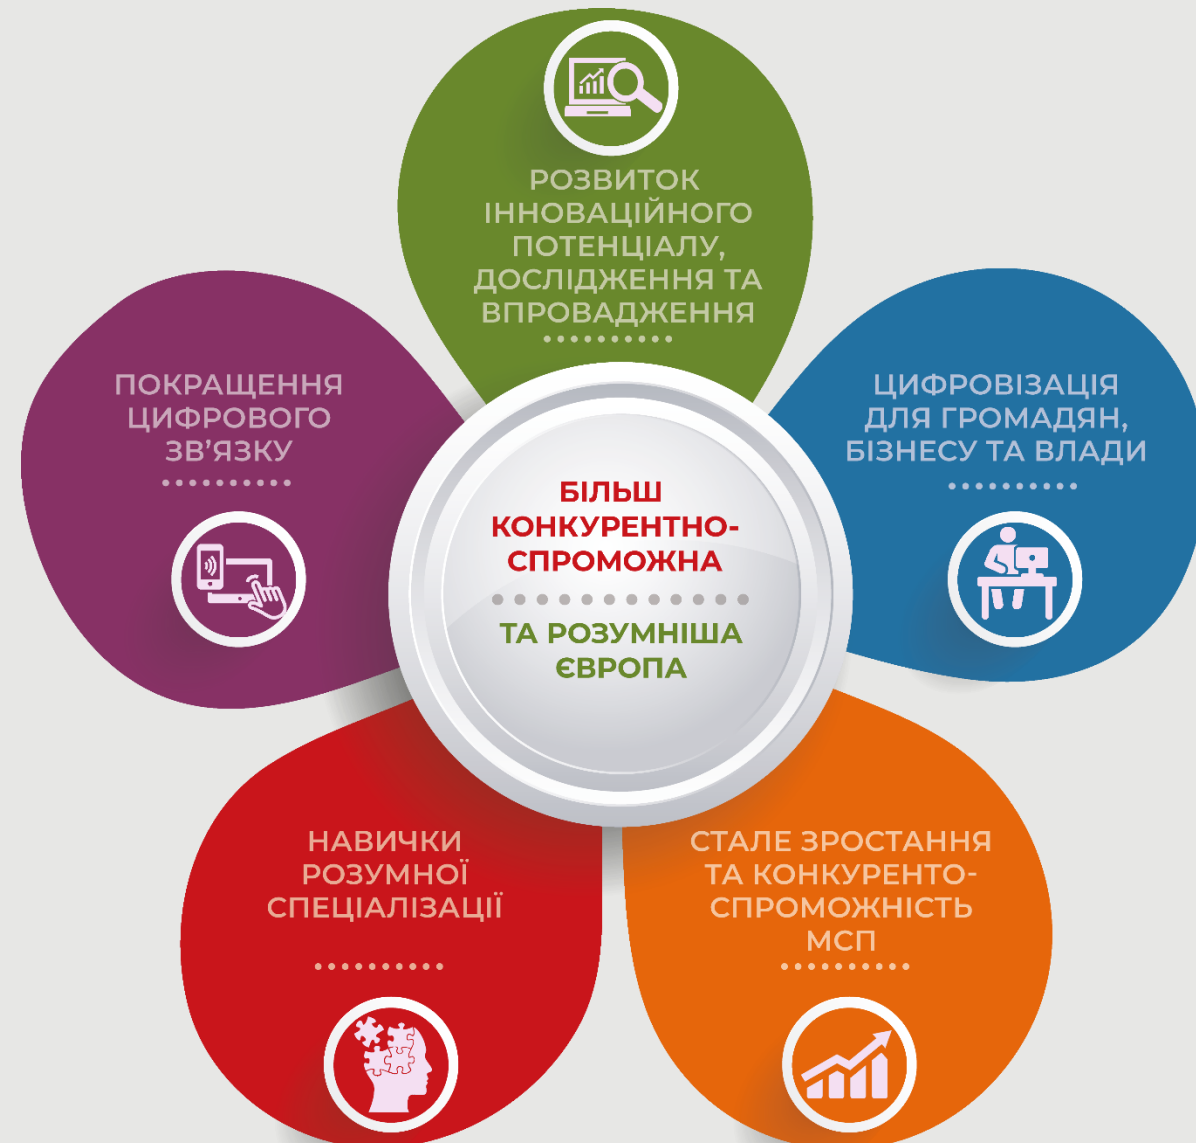 РОЗВИТОК
ІННОВАЦІЙНОГО
ПОТЕНЦІАЛУ,
ДОСЛІДЖЕННЯ ТА
ВПРОВАДЖЕННЯ
ПОКРАЩЕННЯ
ЦИФРОВОГО
ЗВ’ЯЗКУ
ЦИФРОВІЗАЦІЯ
ДЛЯ ГРОМАДЯН,
БІЗНЕСУ ТА ВЛАДИ
БІЛЬШ
КОНКУРЕНТНО-
СПРОМОЖНА
ТА РОЗУМНІША
ЄВРОПА
НАВИЧКИ
РОЗУМНОЇ
СПЕЦІАЛІЗАЦІЇ
СТАЛЕ ЗРОСТАННЯ
ТА КОНКУРЕНТО-
СПРОМОЖНІСТЬ
МСП